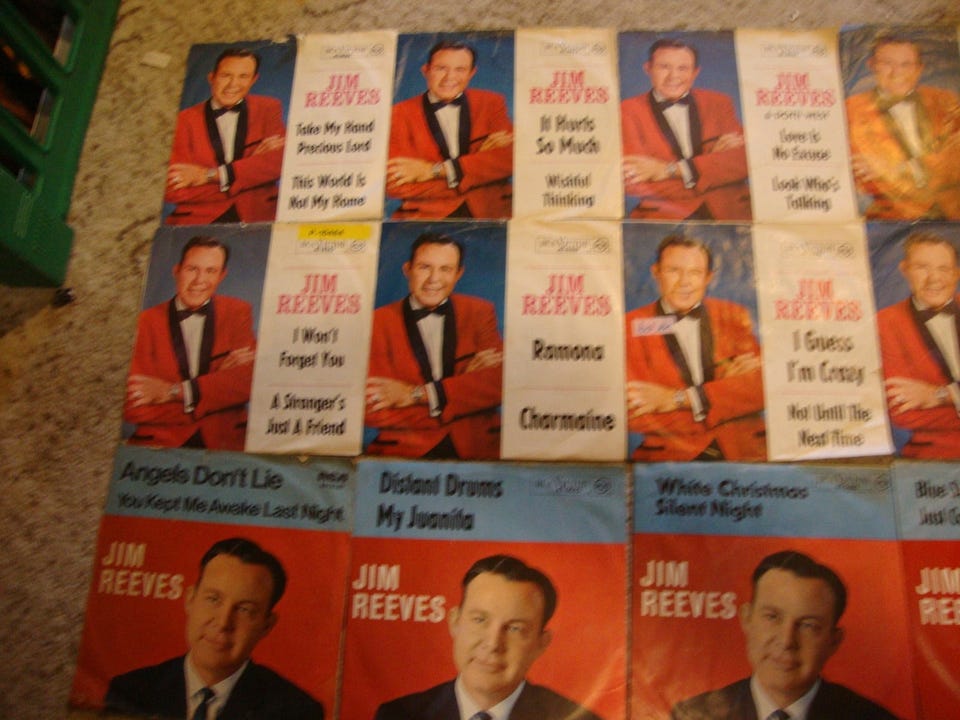 JIM
REEVES
Take My Hand
Precious Lord
This World Is
Not My Home
JIM
REEVES
It Hurts
So Much
Wishful
Thinking
JIM
REEVES
Love is
No Excuse
Look Who's
Talking
JIM
REEVES
I Won't
Forget You
A Stranger's
Just A Friend
JIM
REEVES
Ramona
Charmaine
JIM
REEVES
I Guess
I'm Crazy
Not Until The
Next Time
Angels Don't Lie
RCA
You Kept Me Awake Last Night
JIM
REEVES
Distant Drums
My Juanita
JIM
REEVES
White Christmas
Silent Night
JIM
REEVES
Blue
JIM